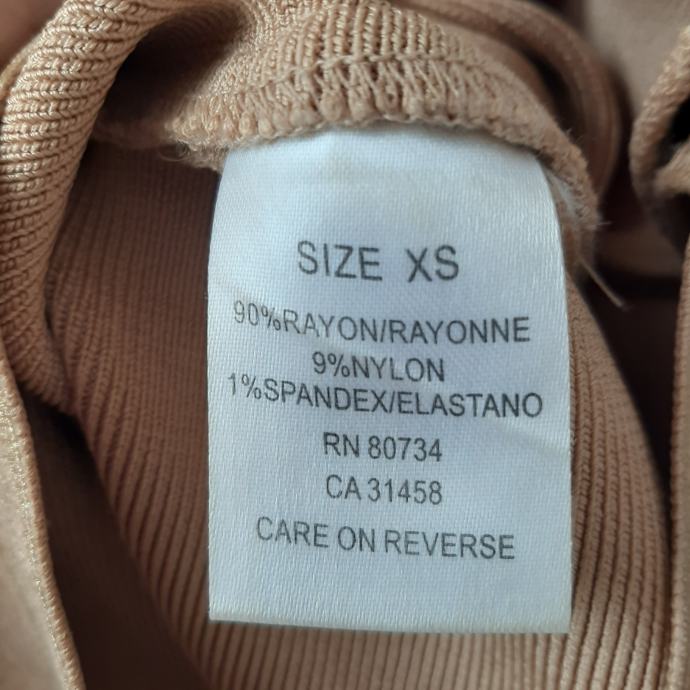 SIZE XS
90%RAYON/RAYONNE
9%NYLON
1%SPANDEX/ELASTANO
RN 80734
CA 31458
CARE ON REVERSE